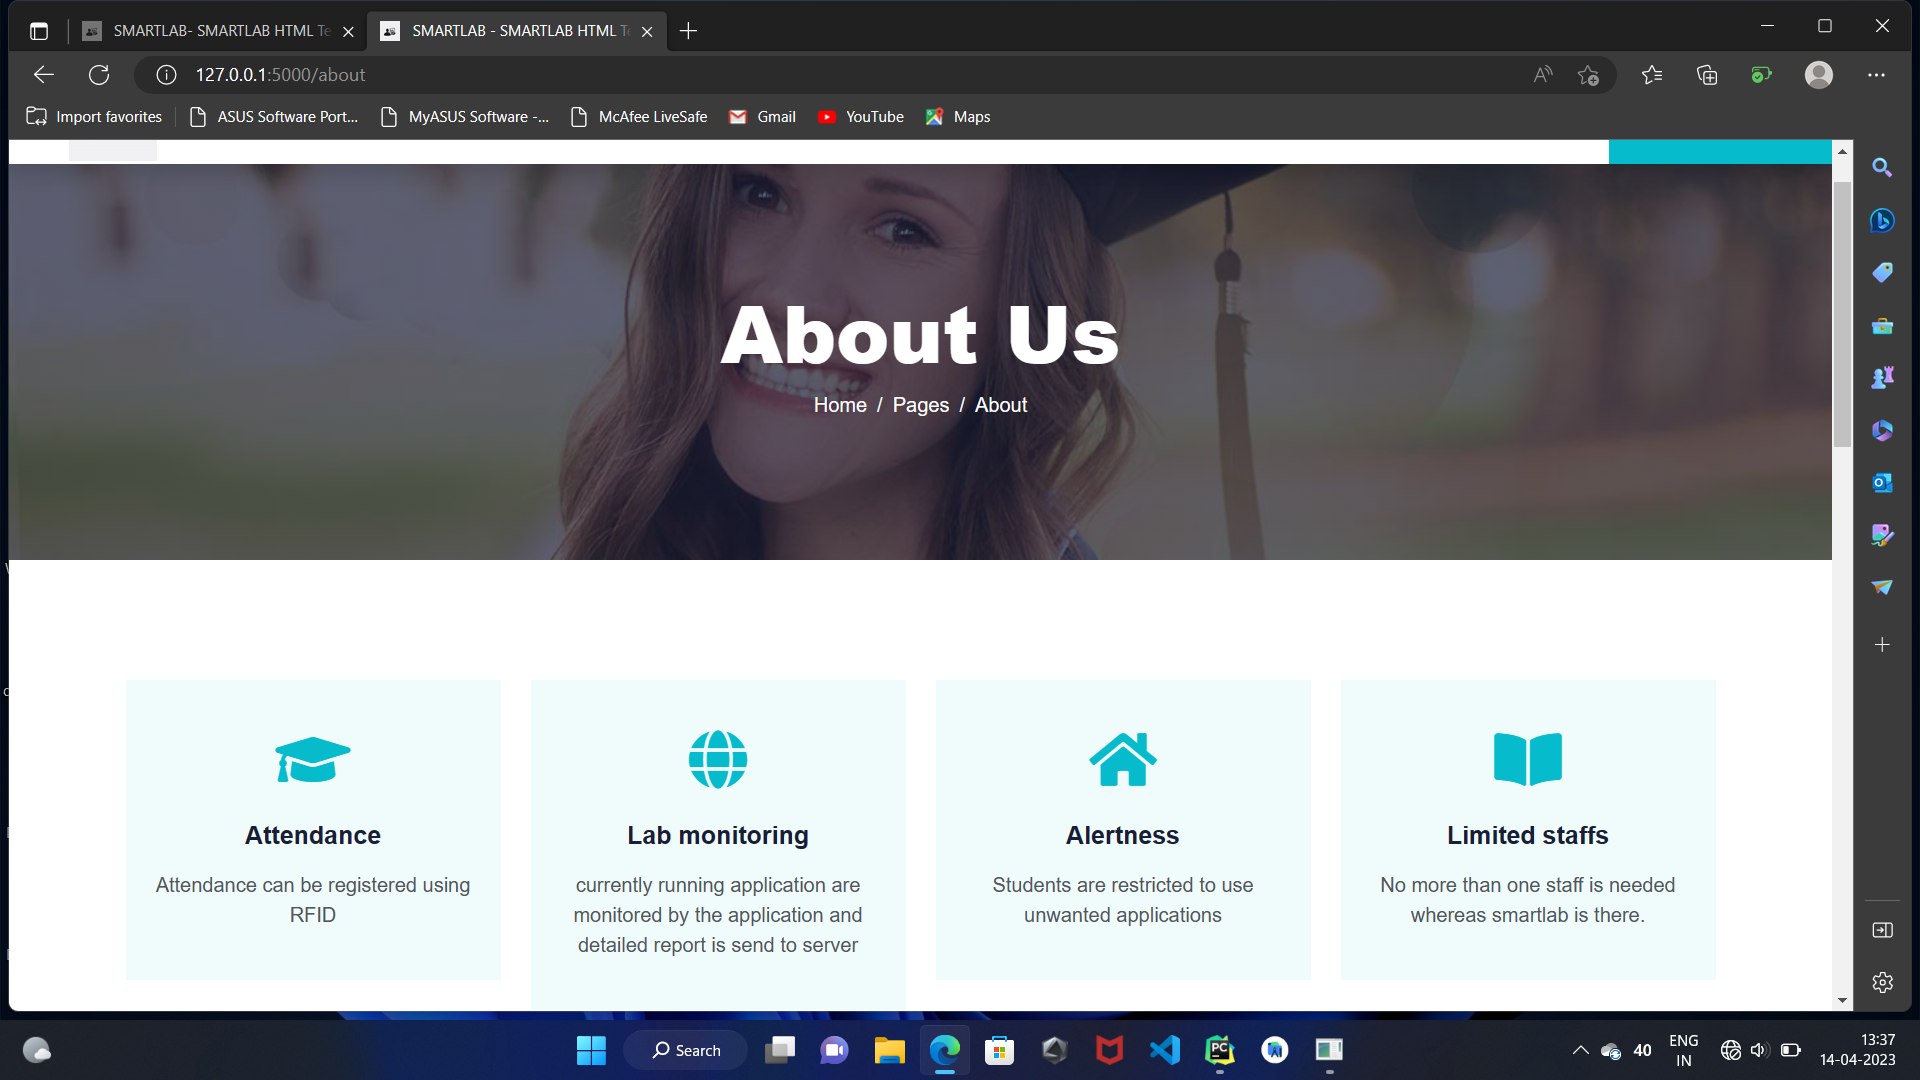 SMARTLAB- SMARTLAB HTML Te
SMARTLAB - SMARTLAB HTML Te
127.0.0.1:5000/about
Import favorites
ASUS Software Port...
MyASUS Software -...
McAfee LiveSafe
Gmail
YouTube
Maps
About Us
Home / Pages / About
Attendance
Attendance can be registered using
RFID
Lab monitoring
currently running application are
monitored by the application and
detailed report is send to server
Alertness
Students are restricted to use
unwanted applications
Limited staffs
No more than one staff is needed
whereas smartlab is there.
Search
40
ENG
IN
13:37
14-04-2023